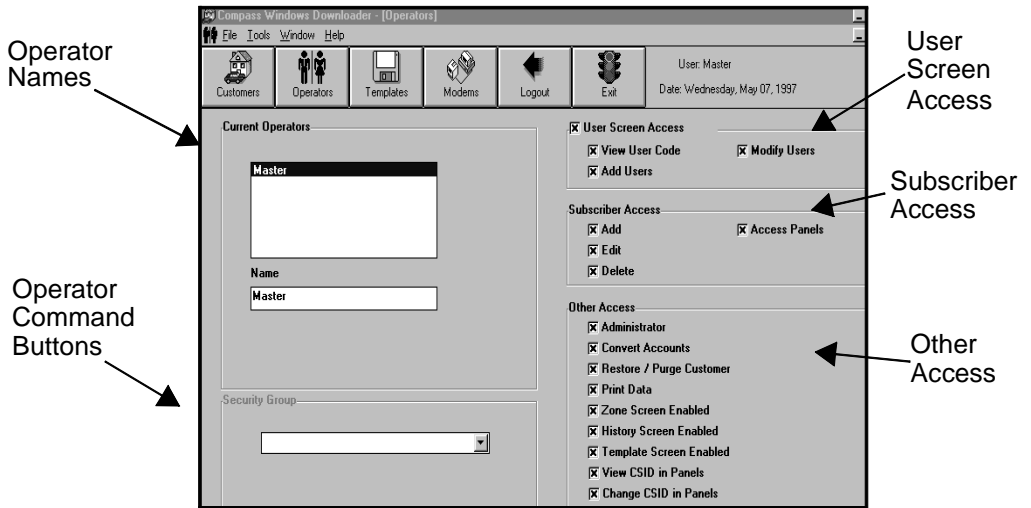 Compass Windows Downloader - [Operators]
File Tools Window Help
Customers
Operators
Templates
Modems
Logout
Exit
User: Master
Date: Wednesday, May 07, 1997
Operator
Names
User
Screen
Access
Current Operators
Master
Name
Master
User Screen Access
View User Code
Modify Users
Add Users
Subscriber
Access
Subscriber Access
Add
Access Panels
Edit
Delete
Operator
Command
Buttons
Security Group
Other
Access
Other Access
Administrator
Convert Accounts
Restore / Purge Customer
Print Data
Zone Screen Enabled
History Screen Enabled
Template Screen Enabled
View CSID in Panels
Change CSID in Panels